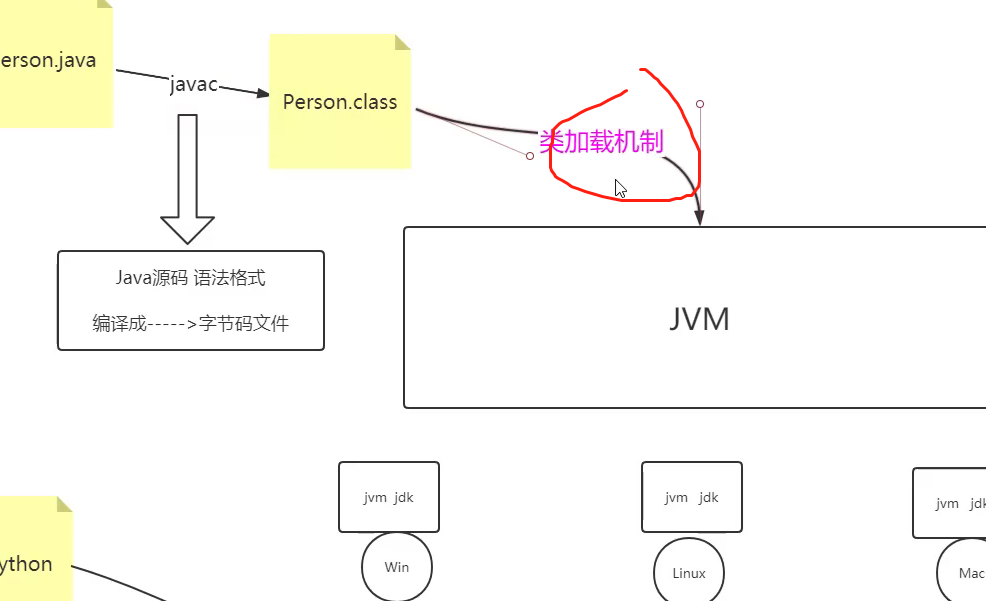 erson.java
javac
Person.class
类加载机制
Java源码 语法格式
编译成----->字节码文件
JVM
jvm jdk
jvm jdk
jvm jdk
ython
Win
Linux
Mac